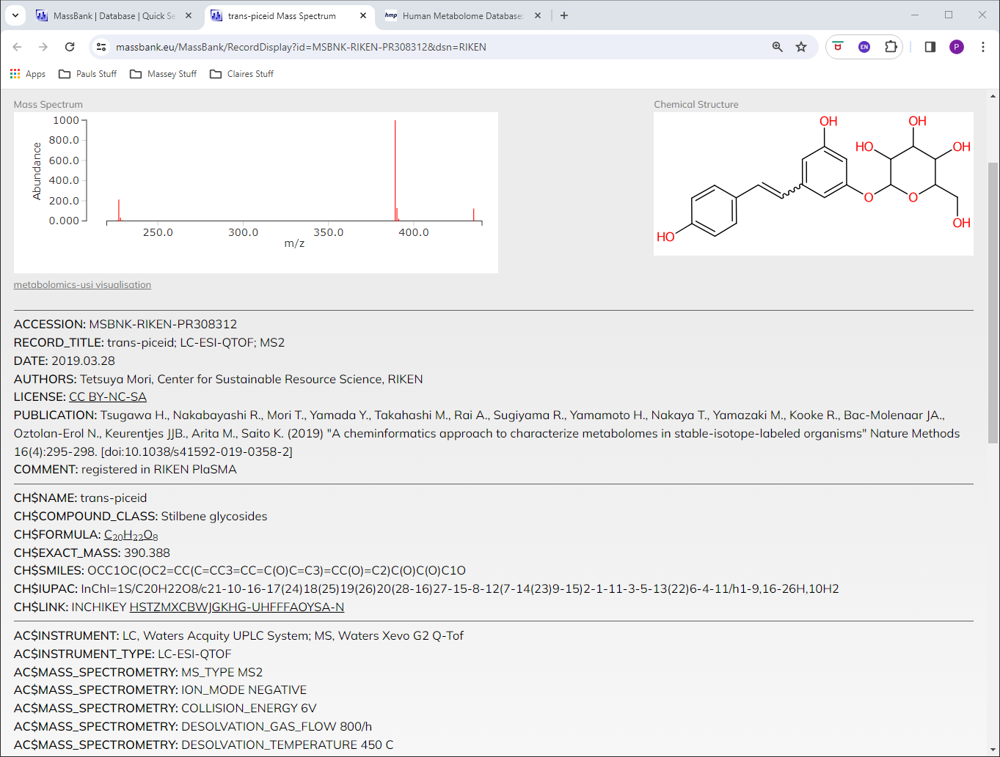 MassBank | Database | Quick Se
trans-piceid Mass Spectrum
hmp Human Metabolome Database:
massbank.eu/MassBank/RecordDisplay?id=MSBNK-RIKEN-PR308312&dsn=RIKEN
EN
P
Apps
Pauls Stuff
Massey Stuff
Claires Stuff
Mass Spectrum
1000
800.0
600.0
400.0
200.0
0.000
Abundance
250.0 300.0 350.0 400.0
m/z
Chemical Structure
OH
OH
HO
OH
O
O
OH
HO
metabolomics-usi visualisation
ACCESSION: MSBNK-RIKEN-PR308312
RECORD_TITLE: trans-piceid; LC-ESI-QTOF; MS2
DATE: 2019.03.28
AUTHORS: Tetsuya Mori, Center for Sustainable Resource Science, RIKEN
LICENSE: CC BY-NC-SA
PUBLICATION: Tsugawa H., Nakabayashi R., Mori T., Yamada Y., Takahashi M., Rai A., Sugiyama R., Yamamoto H., Nakaya T., Yamazaki M., Kooke R., Bac-Molenaar JA.,
Oztolan-Erol N., Keurentjes JJB., Arita M., Saito K. (2019) "A cheminformatics approach to characterize metabolomes in stable-isotope-labeled organisms" Nature Methods
16(4):295-298. [doi:10.1038/s41592-019-0358-2]
COMMENT: registered in RIKEN PlaSMA
CH$NAME: trans-piceid
CH$COMPOUND_CLASS: Stilbene glycosides
CH$FORMULA: C20H22O8
CH$EXACT_MASS: 390.388
CH$SMILES: OCC1OC(OC2=CC(C=CC3=CC=C(O)C=C3)=CC(O)=C2)C(O)C(O)C1O
CH$IUPAC: InChI=1S/C20H22O8/c21-10-16-17(24)18(25)19(26)20(28-16)27-15-8-12(7-14(23)9-15)2-1-11-3-5-13(22)6-4-11/h1-9,16-26H,10H2
CH$LINK: INCHIKEY HSTZMXCBWJGKHG-UHFFFAOYSA-N
AC$INSTRUMENT: LC, Waters Acquity UPLC System; MS, Waters Xevo G2 Q-Tof
AC$INSTRUMENT_TYPE: LC-ESI-QTOF
AC$MASS_SPECTROMETRY: MS_TYPE MS2
AC$MASS_SPECTROMETRY: ION_MODE NEGATIVE
AC$MASS_SPECTROMETRY: COLLISION_ENERGY 6V
AC$MASS_SPECTROMETRY: DESOLVATION_GAS_FLOW 800/h
AC$MASS_SPECTROMETRY: DESOLVATION_TEMPERATURE 450 C